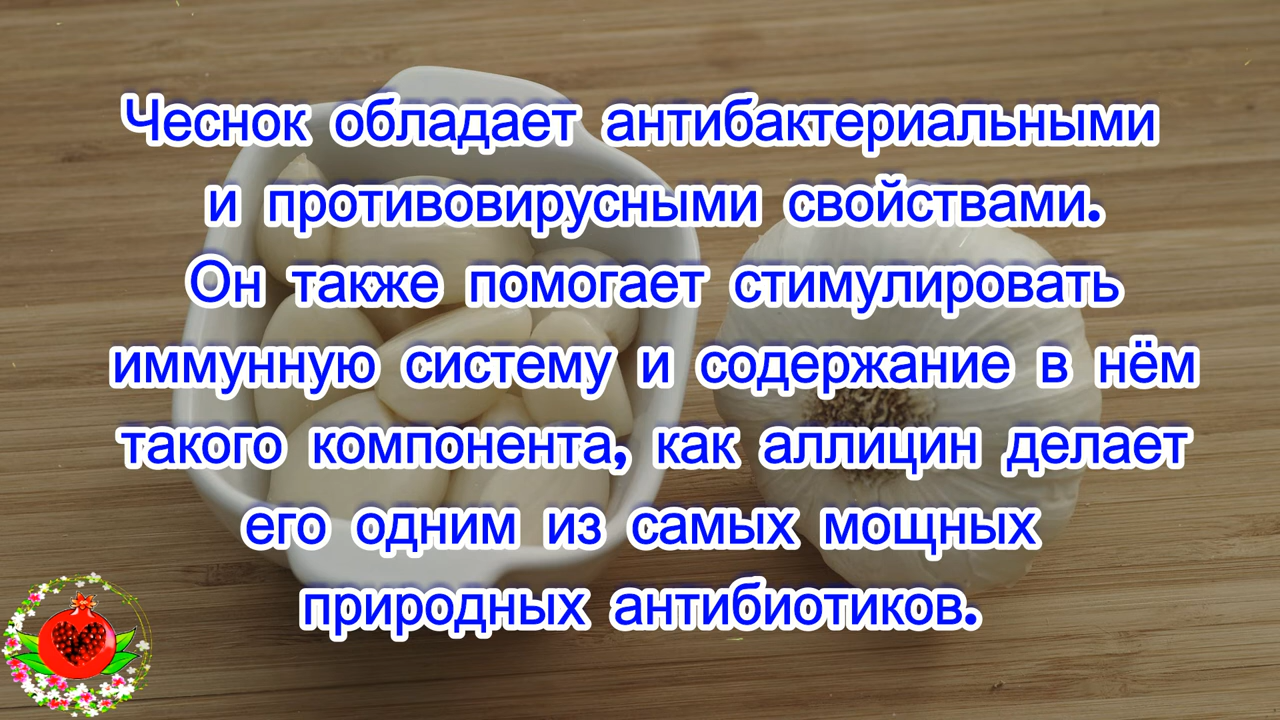 Чеснок обладает антибактериальными
и противовирусными свойствами.
Он также помогает стимулировать
иммунную систему и содержание в нём
такого компонента, как аллицин делает
его одним из самых мощных
природных антибиотиков.